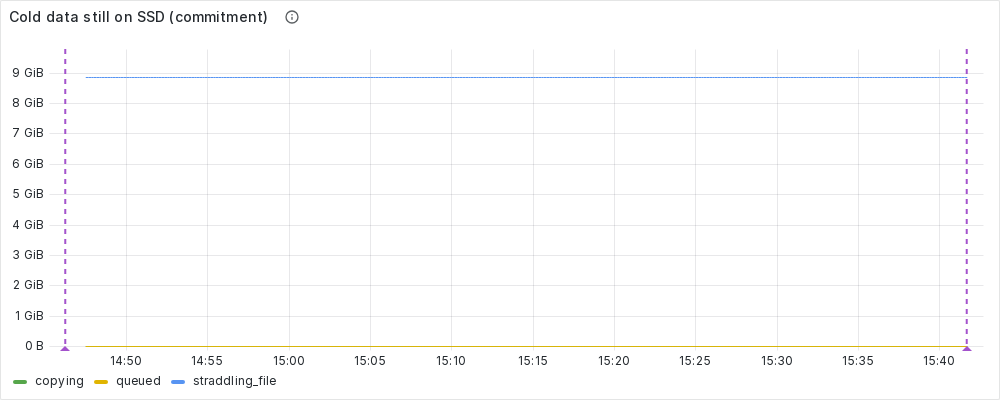 Cold data still on SSD (commitment)
9 GiB
8 GiB
7 GiB
6 GiB
5 GiB
4 GiB
3 GiB
2 GiB
1 GiB
0 B
14:50 14:55 15:00 15:05 15:10 15:15 15:20 15:25 15:30 15:35 15:40
copying queued straddling_file